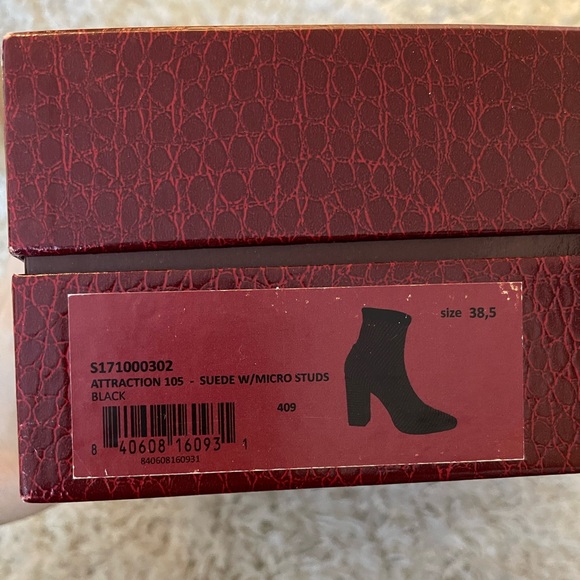 size 38,5
S171000302
ATTRACTION 105 - SUEDE W/MICRO STUDS
BLACK
409
8 40608 16093 1
840608160931